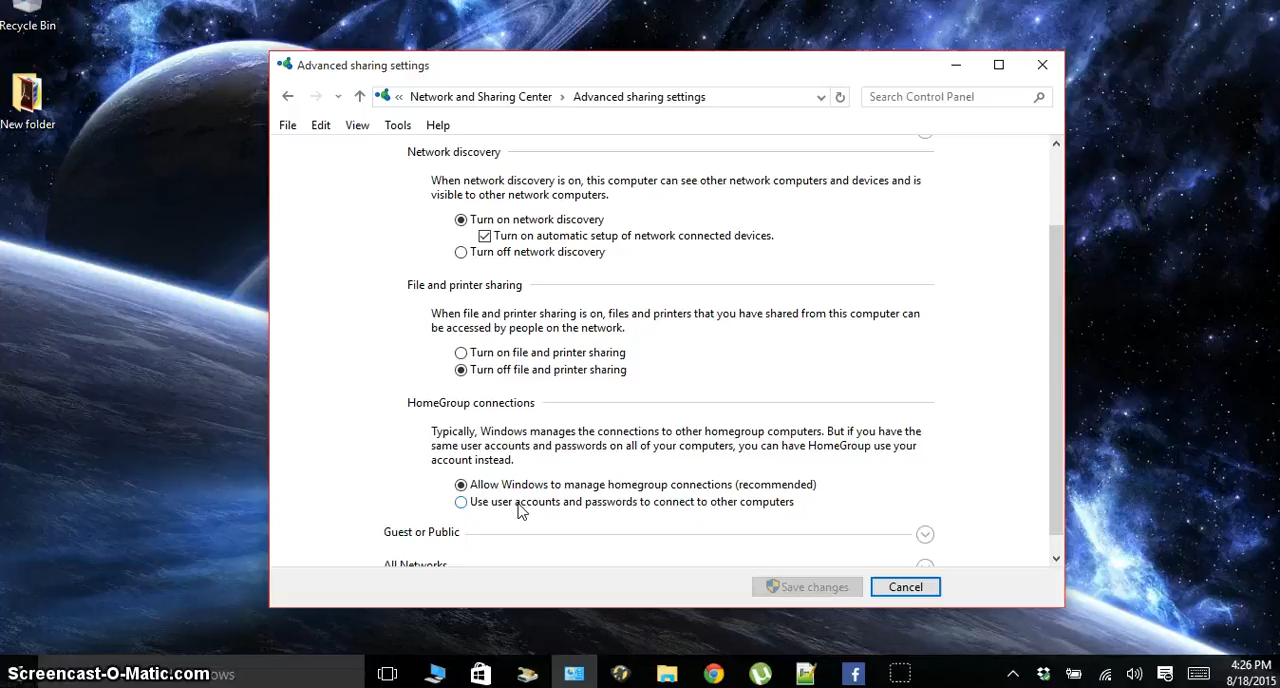 Recycle Bin
New folder
Advanced sharing settings
« Network and Sharing Center › Advanced sharing settings
Search Control Panel
File Edit View Tools Help
Network discovery
When network discovery is on, this computer can see other network computers and devices and is
visible to other network computers.
Turn on network discovery
Turn on automatic setup of network connected devices.
Turn off network discovery
File and printer sharing
When file and printer sharing is on, files and printers that you have shared from this computer can
be accessed by people on the network.
Turn on file and printer sharing
Turn off file and printer sharing
HomeGroup connections
Typically, Windows manages the connections to other homegroup computers. But if you have the
same user accounts and passwords on all of your computers, you can have HomeGroup use your
account instead.
Allow Windows to manage homegroup connections (recommended)
Use user accounts and passwords to connect to other computers
Guest or Public
All Networks
Save changes Cancel
Screencast-O-Matic.com
ows
4:26 PM
8/18/2015